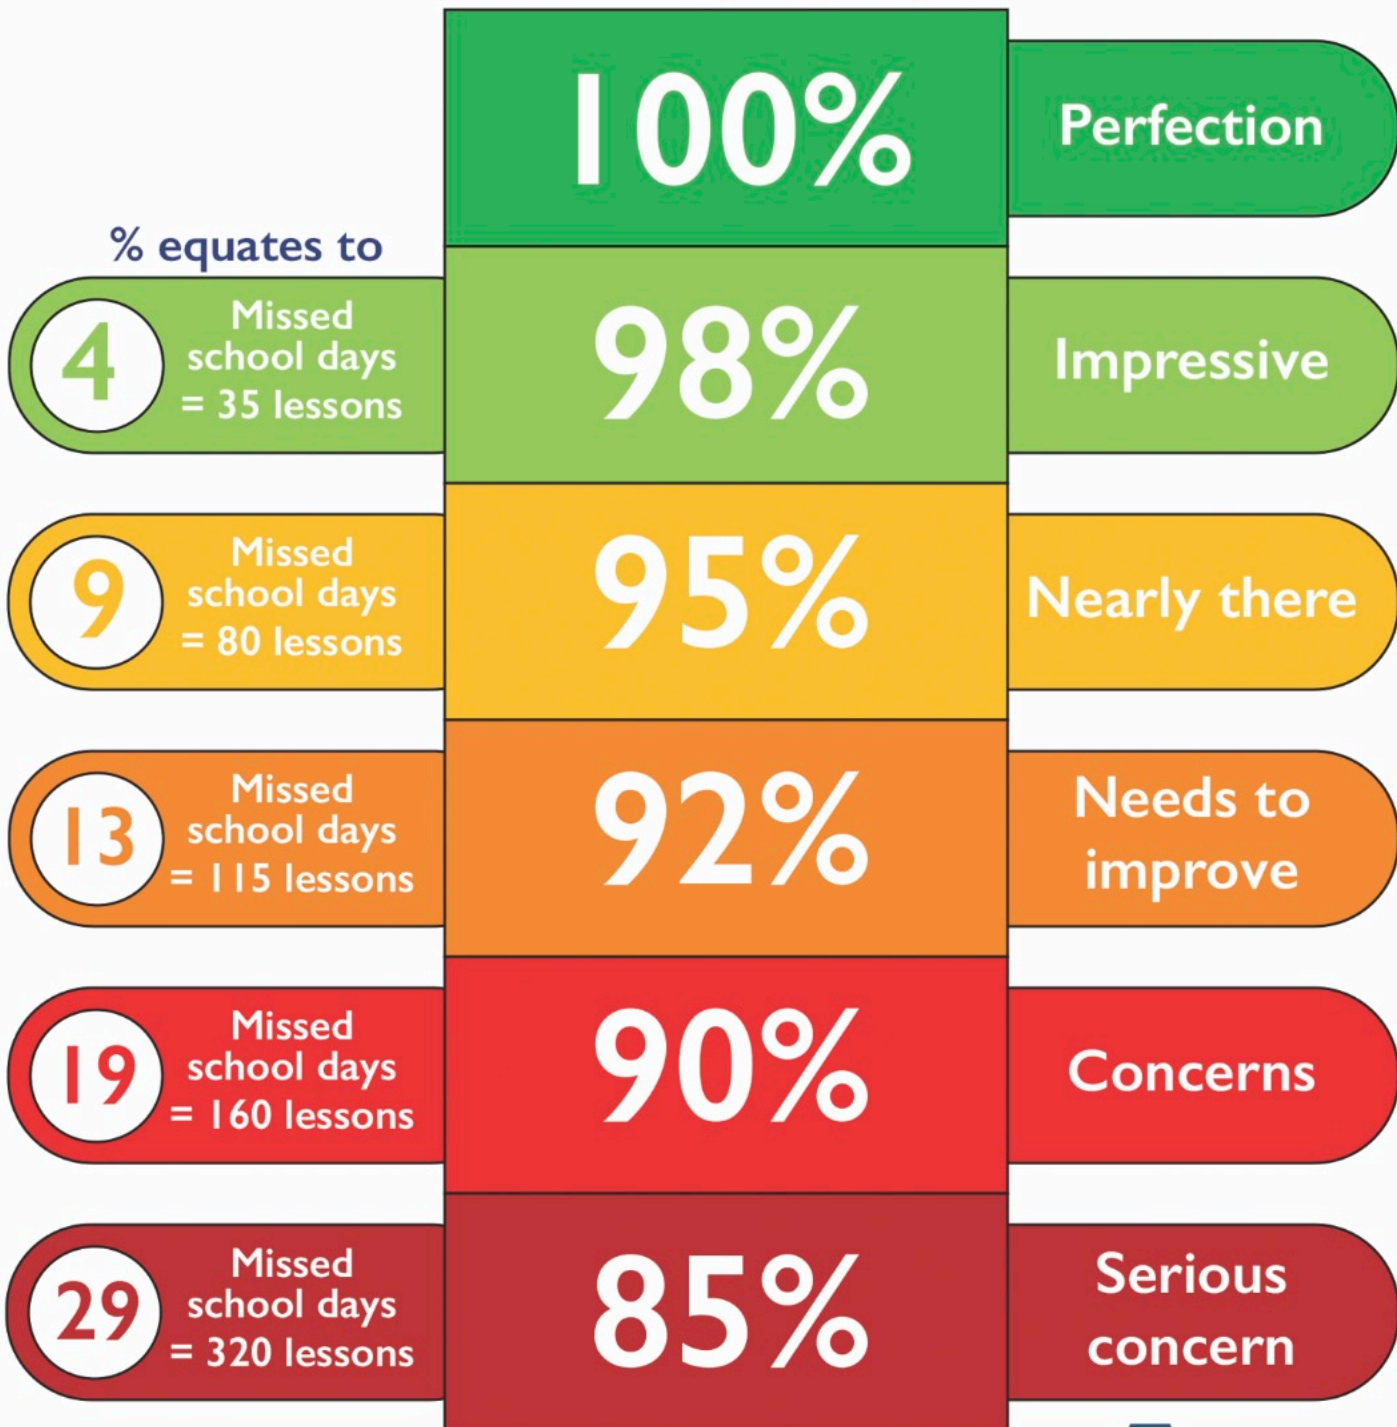 100%
Perfection
% equates to
4
Missed
school days
= 35 lessons
98%
Impressive
9
Missed
school days
= 80 lessons
95%
Nearly there
13
Missed
school days
= 115 lessons
92%
Needs to
improve
19
Missed
school days
= 160 lessons
90%
Concerns
29
Missed
school days
= 320 lessons
85%
Serious
concern